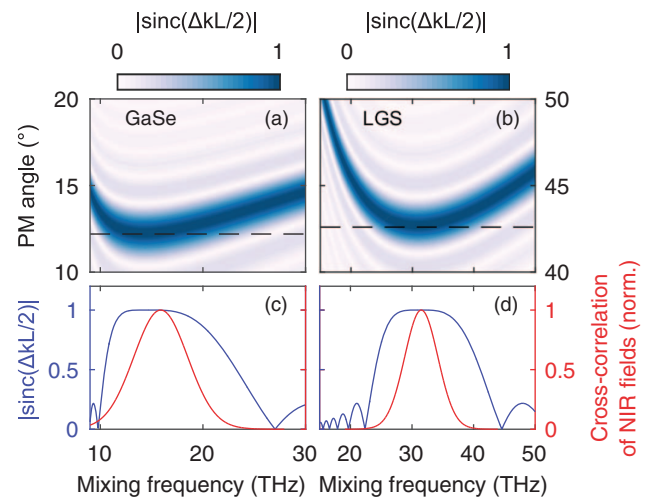 |sinc(ΔkL/2)| |sinc(ΔkL/2)|
0 1 0 1
20 GaSe (a) LGS (b) 50
PM angle (°)
15 45
10 40
1 (c) (d) 1
|sinc(ΔkL/2)|
0.5 0.5
Cross-correlation
of NIR fields (norm.)
0 0
10 20 30 20 30 40 50
Mixing frequency (THz) Mixing frequency (THz)